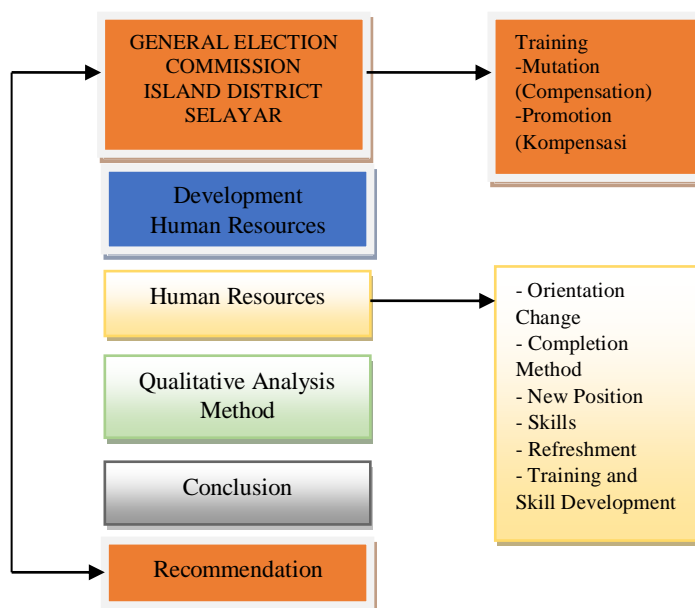 GENERAL ELECTION
COMMISSION
ISLAND DISTRICT
SELAYAR
Training
-Mutation
(Compensation)
-Promotion
(Kompensasi
Development
Human Resources
Human Resources
- Orientation
Change
- Completion
Method
- New Position
- Skills
- Refreshment
- Training and
Skill Development
Qualitative Analysis
Method
Conclusion
Recommendation